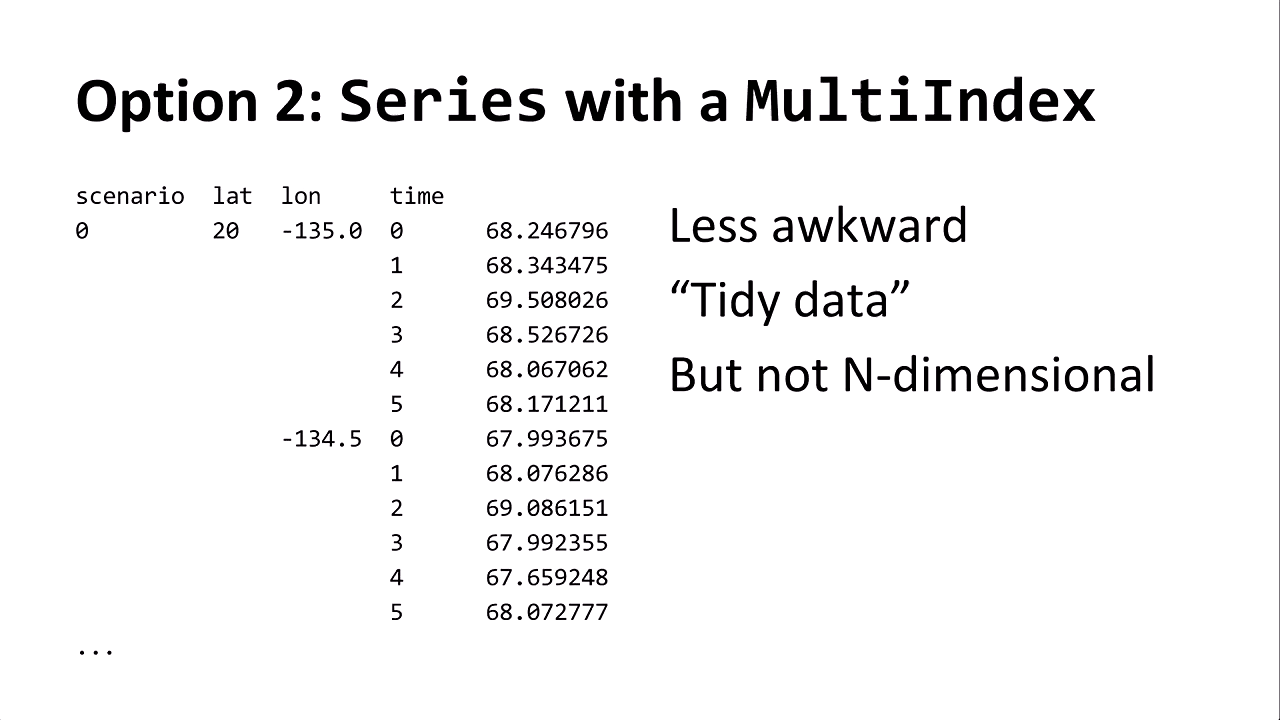 Option 2: Series with a MultiIndex
scenario  lat  lon     time
0         20   -135.0  0      68.246796
                       1      68.343475
                       2      69.508026
                       3      68.526726
                       4      68.067062
                       5      68.171211
               -134.5  0      67.993675
                       1      68.076286
                       2      69.086151
                       3      67.992355
                       4      67.659248
                       5      68.072777
...
Less awkward
“Tidy data”
But not N-dimensional